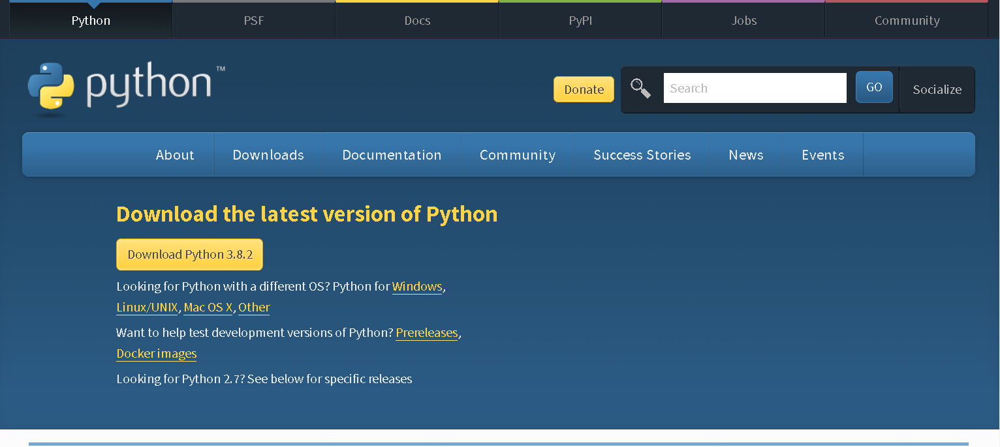 Python PSF Docs PyPI Jobs Community
python™
Donate Search GO Socialize
About Downloads Documentation Community Success Stories News Events
Download the latest version of Python
Download Python 3.8.2
Looking for Python with a different OS? Python for Windows,
Linux/UNIX, Mac OS X, Other
Want to help test development versions of Python? Prereleases,
Docker images
Looking for Python 2.7? See below for specific releases